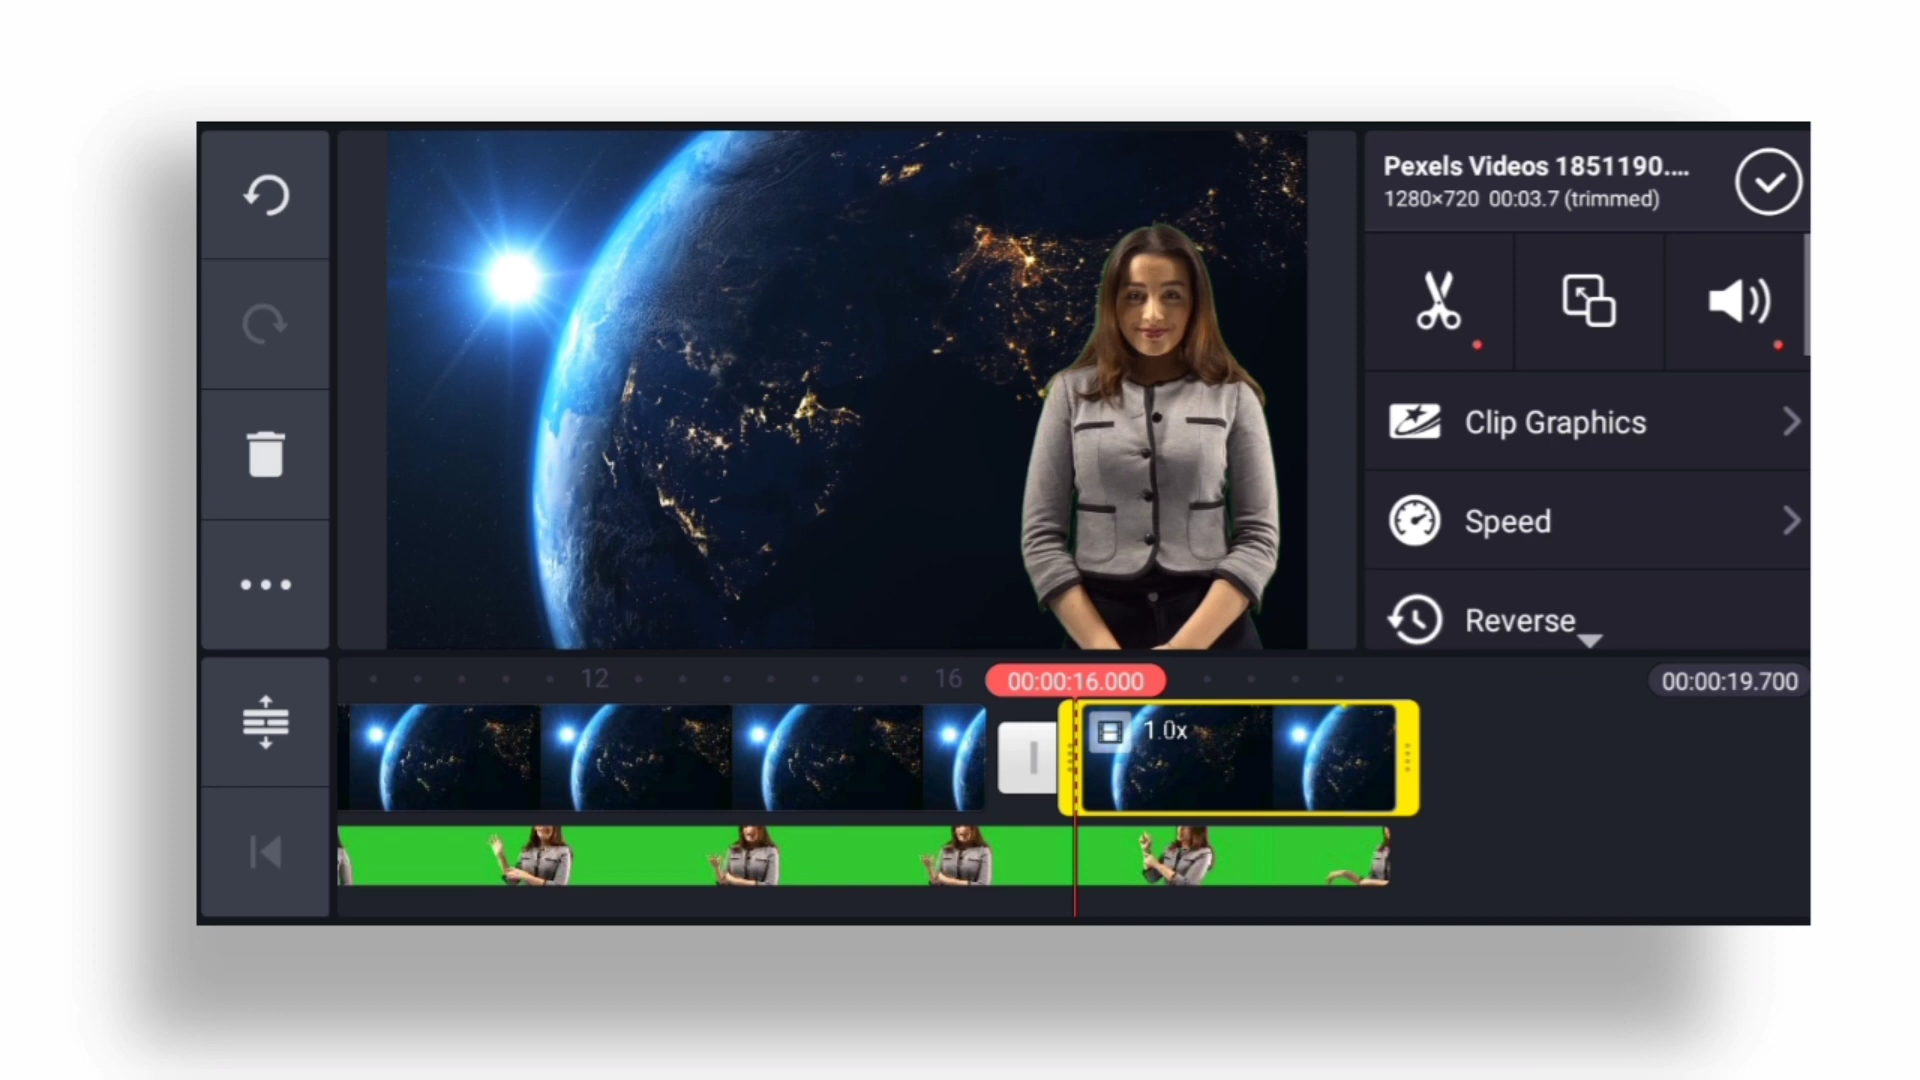 Pexels Videos 1851190....
1280×720 00:03.7 (trimmed)
Clip Graphics
Speed
Reverse
12
16
00:00:16.000
00:00:19.700
1.0x